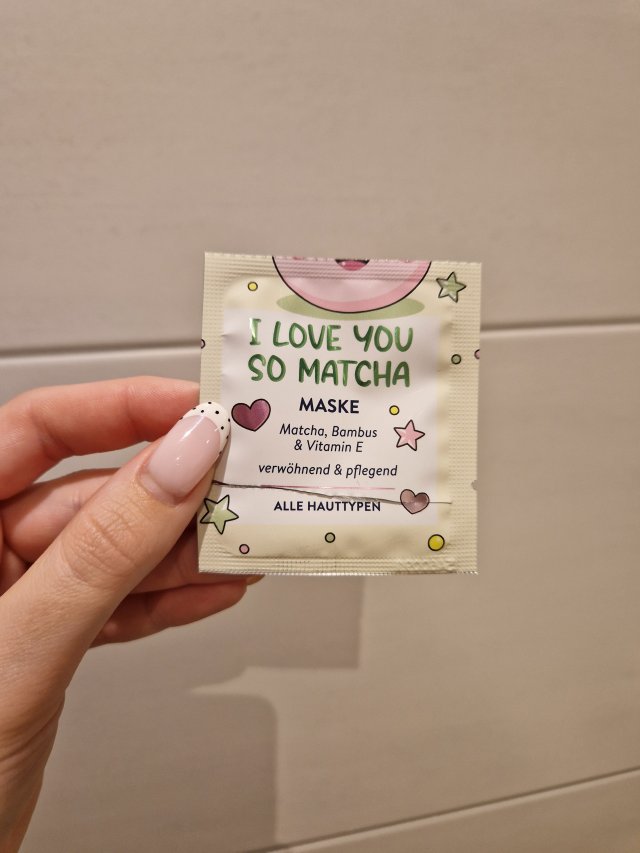 I LOVE YOU
SO MATCHA
MASKE
Matcha, Bambus
& Vitamin E
verwöhnend & pflegend
ALLE HAUTTYPEN